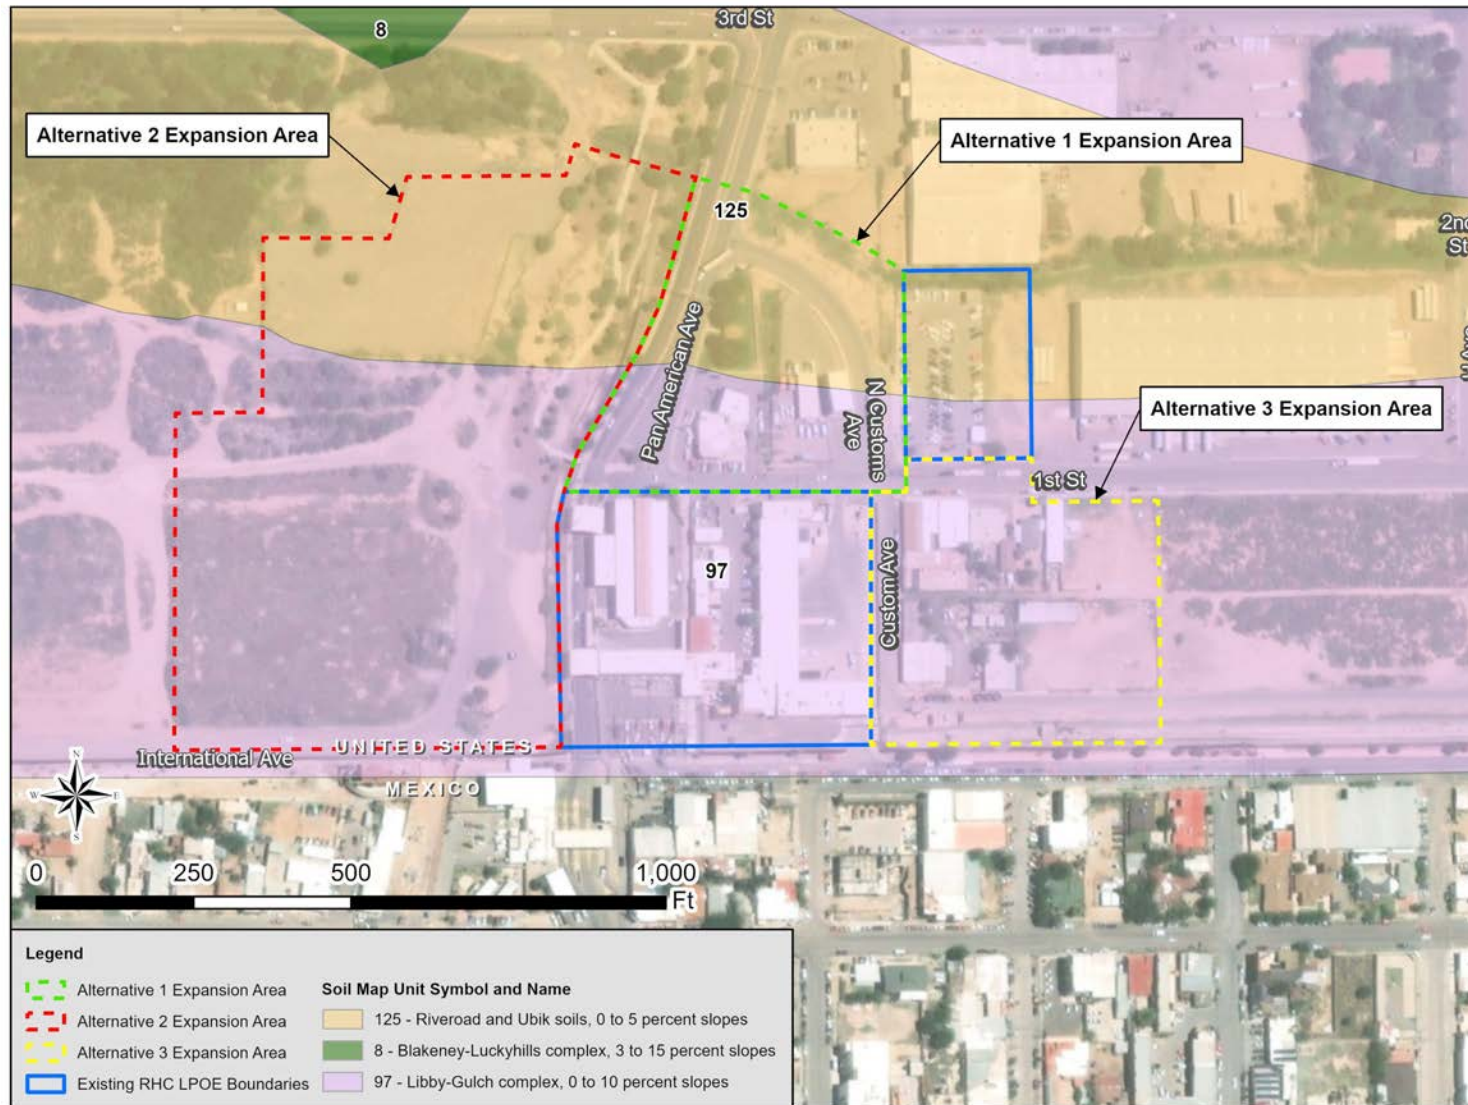 3rd St
8
Alternative 2 Expansion Area
Alternative 1 Expansion Area
125
2nd
St
Pan American Ave
N Customs
Ave
Alternative 3 Expansion Area
1st St
97
Custom Ave
UNITED STATES
International Ave
MEXICO
N
W E
S
0 250 500 1,000
Ft
Legend
Alternative 1 Expansion Area
Alternative 2 Expansion Area
Alternative 3 Expansion Area
Existing RHC LPOE Boundaries
Soil Map Unit Symbol and Name
125 - Riveroad and Ubik soils, 0 to 5 percent slopes
8 - Blakeney-Luckyhills complex, 3 to 15 percent slopes
97 - Libby-Gulch complex, 0 to 10 percent slopes